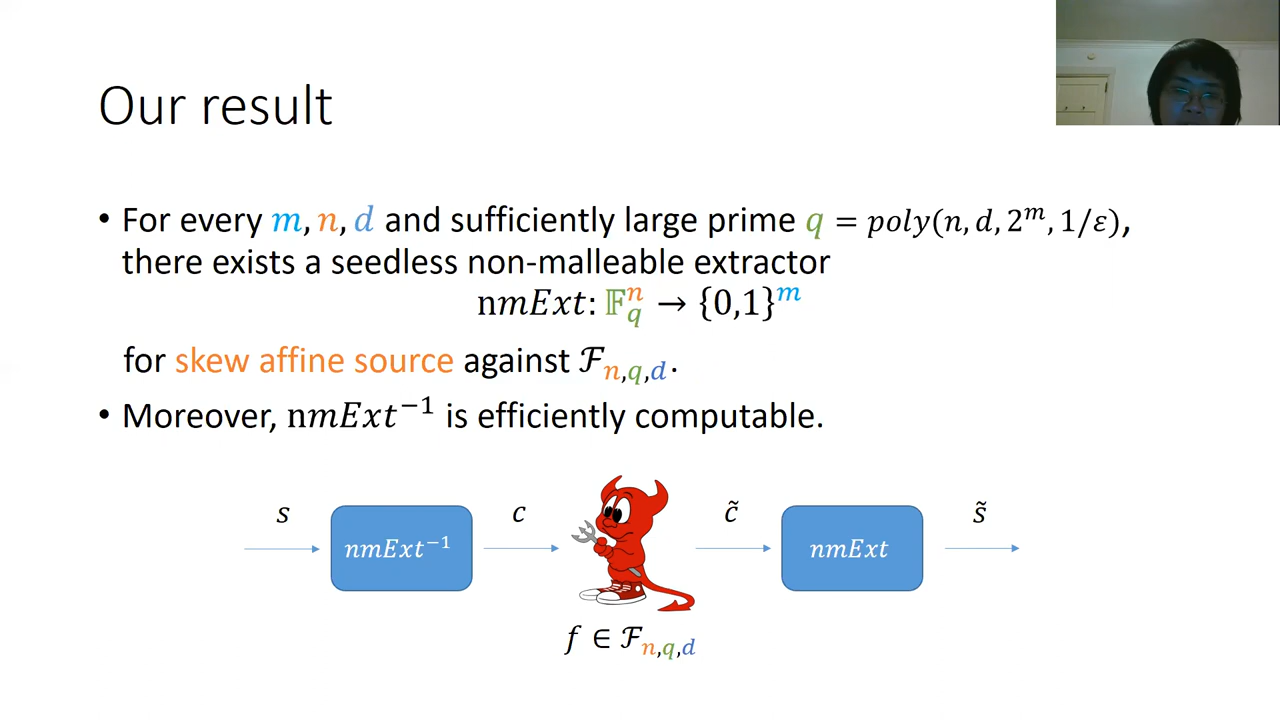 Our result
• For every m, n, d and sufficiently large prime q = poly(n, d, 2^m, 1/ε),
there exists a seedless non-malleable extractor
nmExt: 𝔽_q^n → {0,1}^m
for skew affine source against ℱ_{n,q,d}.
• Moreover, nmExt^{−1} is efficiently computable.
s nmExt^{−1} c c̃ nmExt s̃
f ∈ ℱ_{n,q,d}